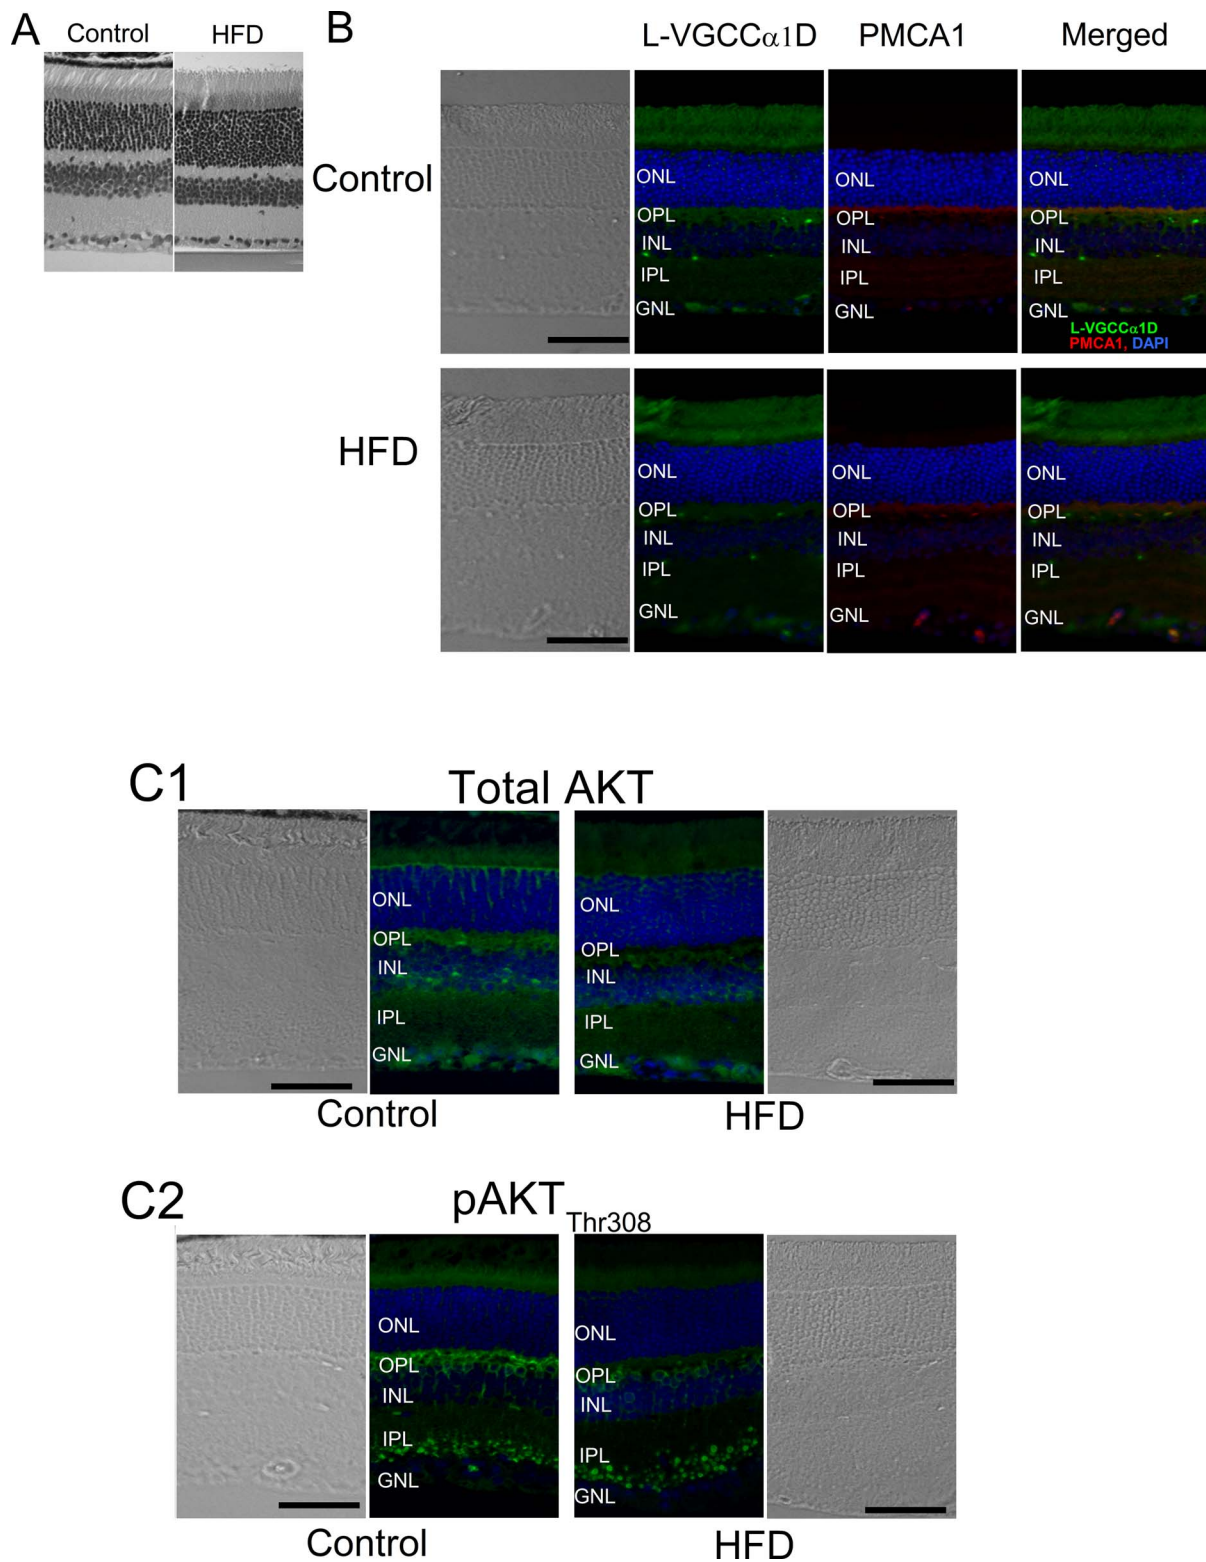 A
Control
HFD
B
L-VGCCα1D
PMCA1
Merged
Control
ONL
ONL
ONL
OPL
OPL
OPL
INL
INL
INL
IPL
IPL
IPL
GNL
GNL
GNL
L-VGCCα1D
PMCA1, DAPI
HFD
ONL
ONL
ONL
OPL
OPL
OPL
INL
INL
INL
IPL
IPL
IPL
GNL
GNL
GNL
C1
Total AKT
ONL
ONL
OPL
OPL
INL
INL
IPL
IPL
GNL
GNL
Control
HFD
C2
pAKT Thr308
ONL
ONL
OPL
OPL
INL
INL
IPL
IPL
GNL
GNL
Control
HFD